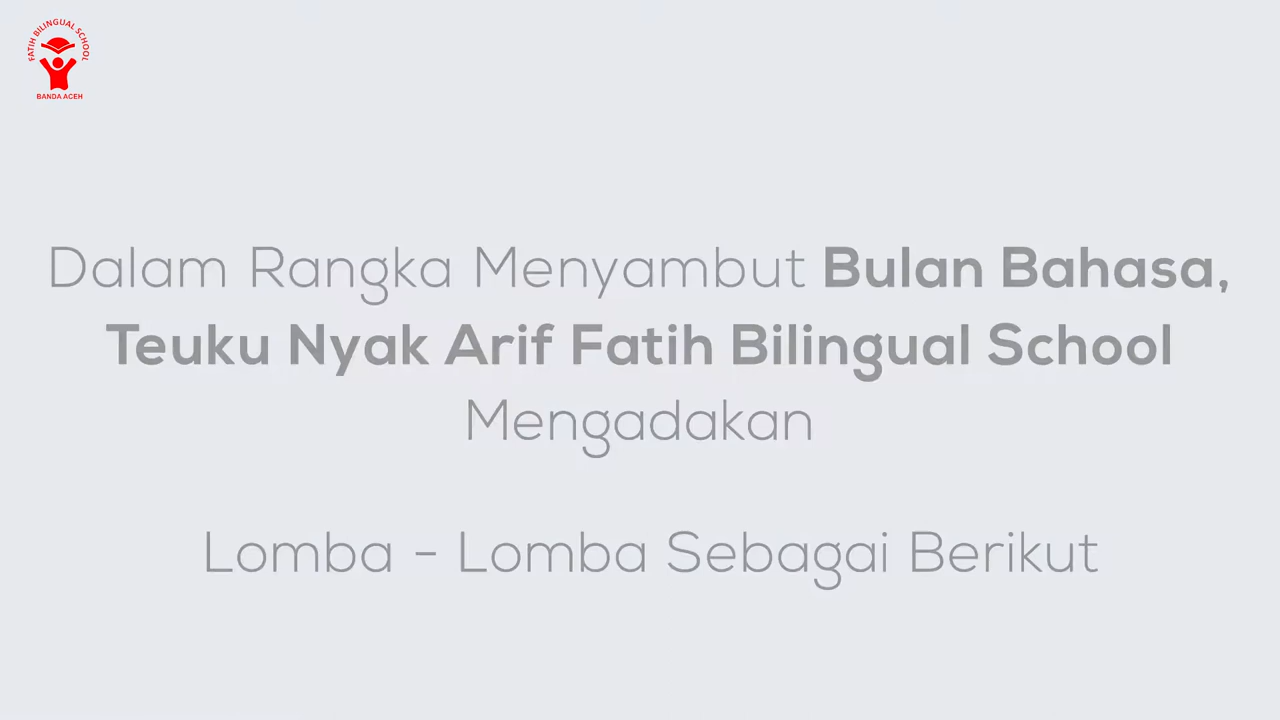 FATIH BILINGUAL SCHOOL
BANDA ACEH
Dalam Rangka Menyambut Bulan Bahasa,
Teuku Nyak Arif Fatih Bilingual School
Mengadakan
Lomba - Lomba Sebagai Berikut